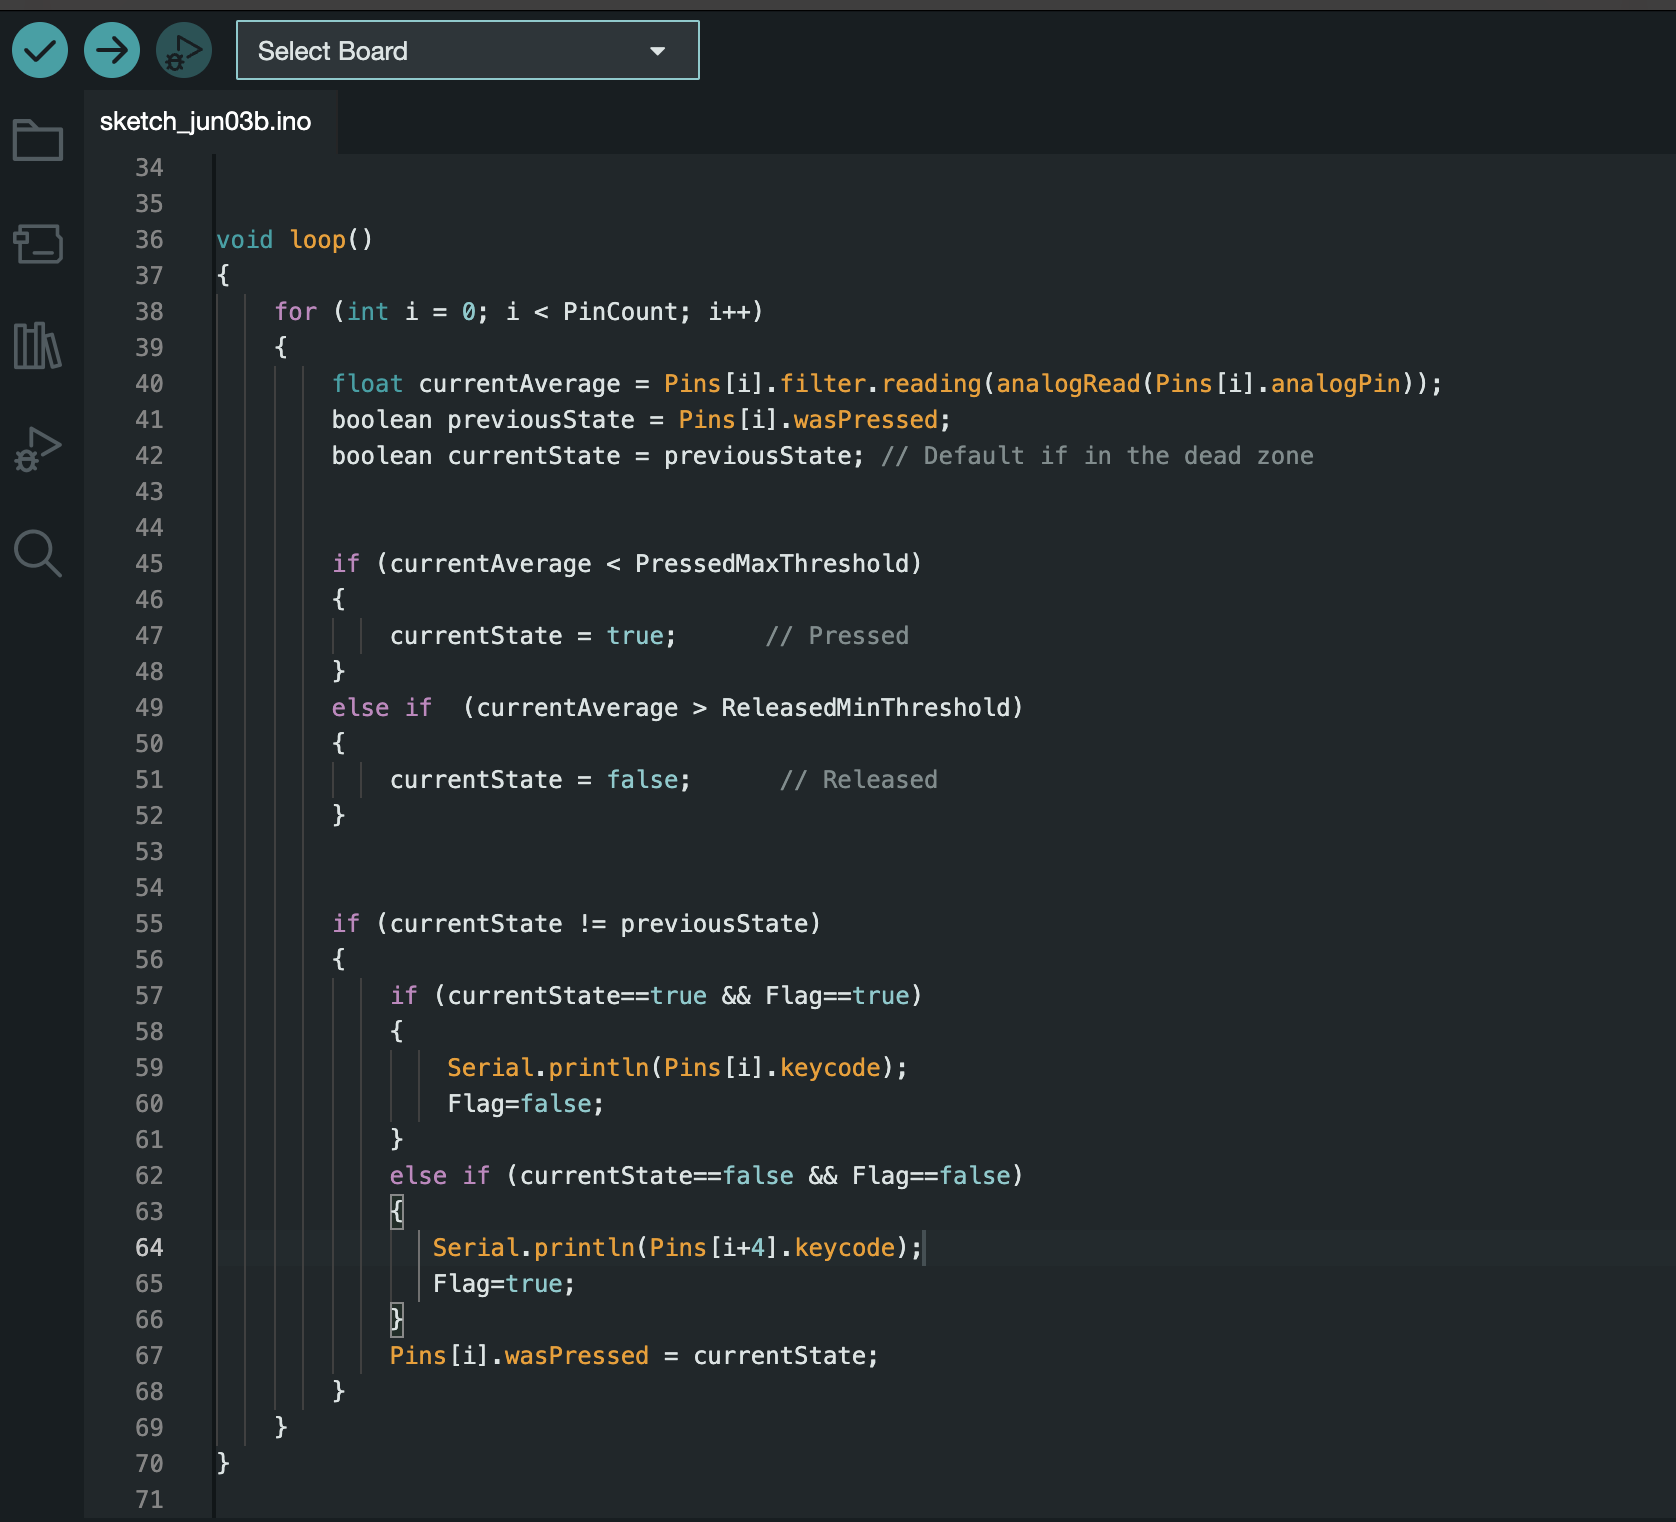 Select Board
sketch_jun03b.ino
34
35
36 void loop()
37 {
38 for (int i = 0; i < PinCount; i++)
39 {
40 float currentAverage = Pins[i].filter.reading(analogRead(Pins[i].analogPin));
41 boolean previousState = Pins[i].wasPressed;
42 boolean currentState = previousState; // Default if in the dead zone
43
44
45 if (currentAverage < PressedMaxThreshold)
46 {
47 currentState = true; // Pressed
48 }
49 else if  (currentAverage > ReleasedMinThreshold)
50 {
51 currentState = false; // Released
52 }
53
54
55 if (currentState != previousState)
56 {
57 if (currentState==true && Flag==true)
58 {
59 Serial.println(Pins[i].keycode);
60 Flag=false;
61 }
62 else if (currentState==false && Flag==false)
63 {
64 Serial.println(Pins[i+4].keycode);
65 Flag=true;
66 }
67 Pins[i].wasPressed = currentState;
68 }
69 }
70 }
71